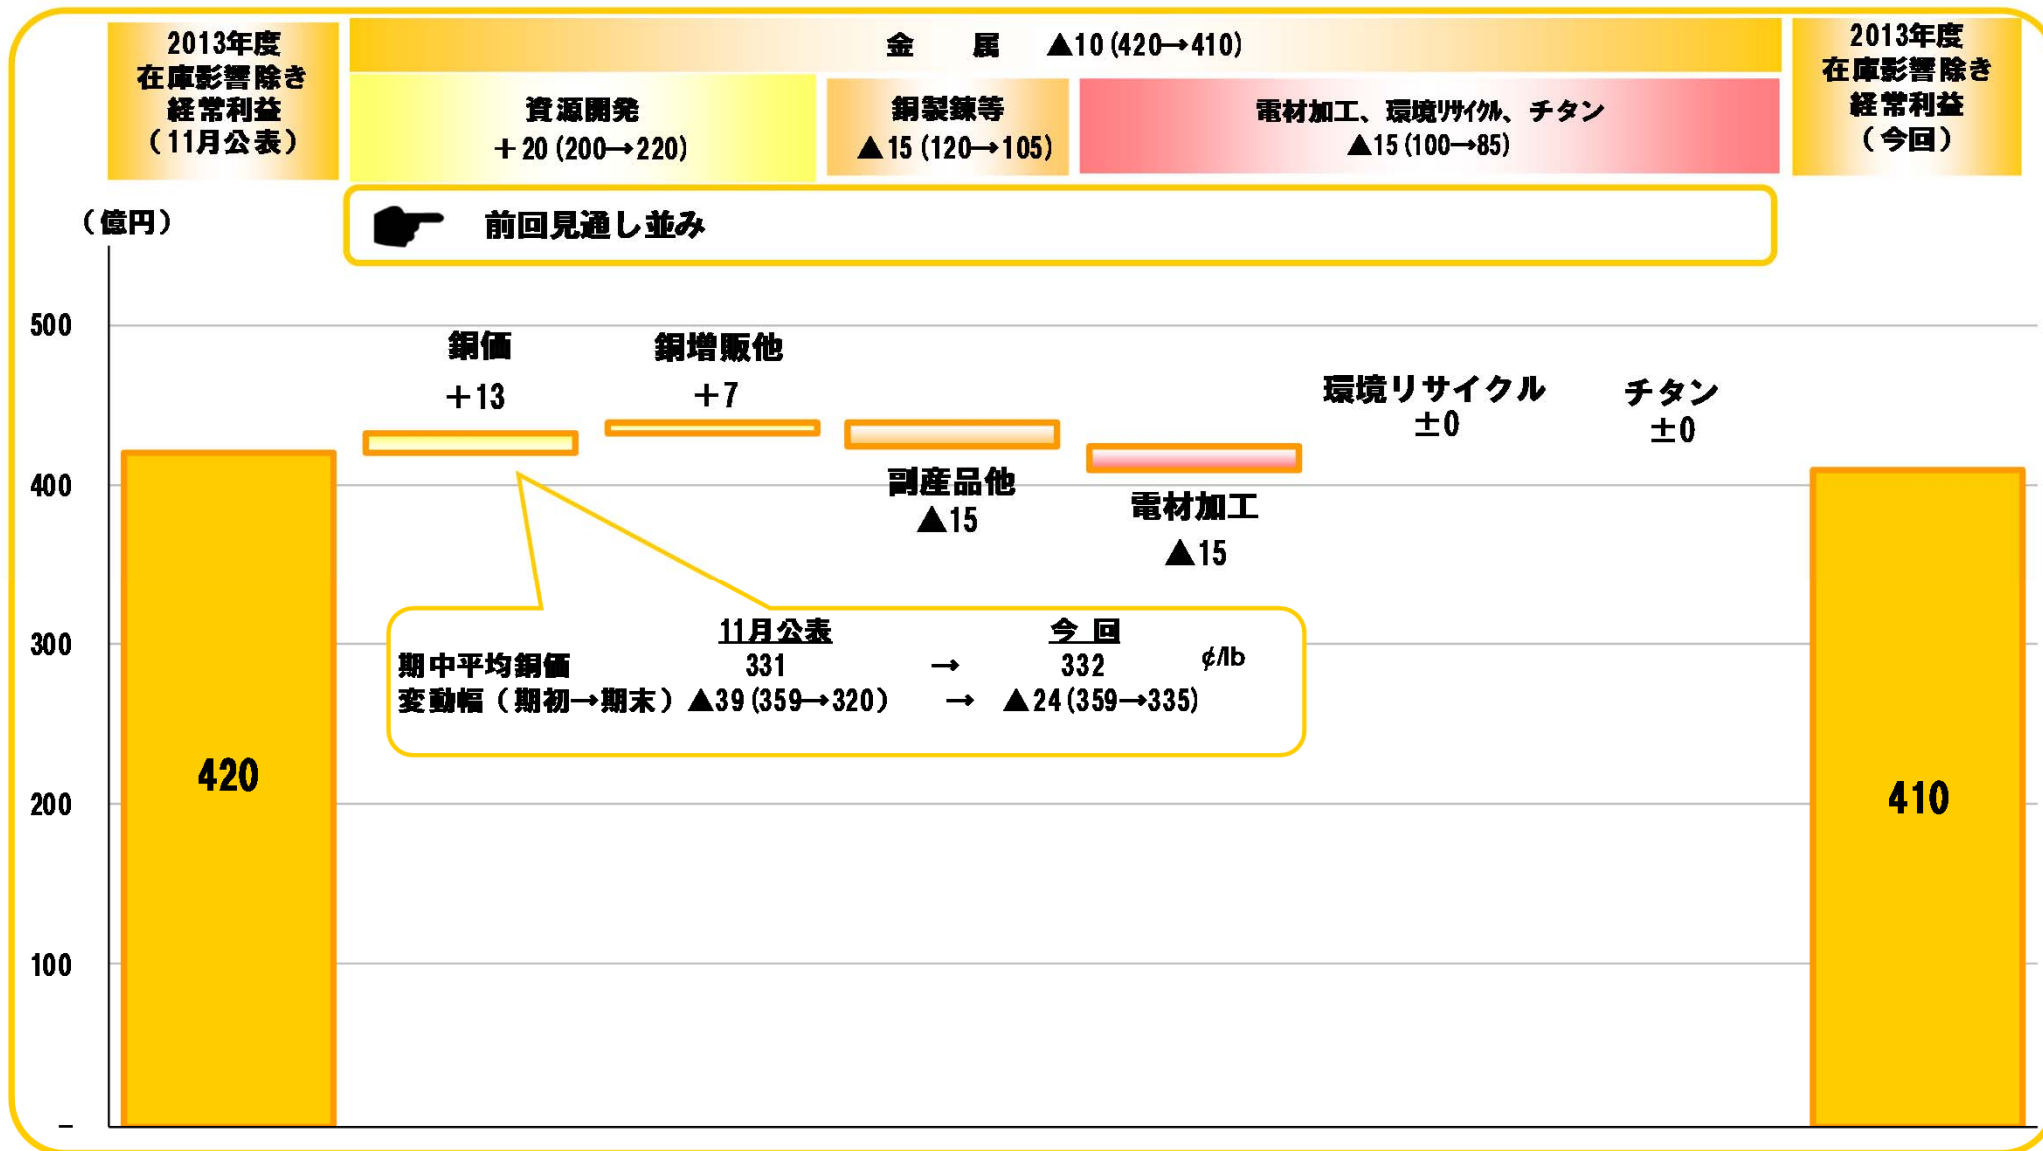 2013年度
在庫影響除き
経常利益
（11月公表）
金　属　▲10(420→410)
資源開発
＋20(200→220)
銅製錬等
▲15(120→105)
電材加工、環境ﾘｻｲｸﾙ、チタン
▲15(100→85)
2013年度
在庫影響除き
経常利益
（今回）
前回見通し並み
（億円）
500
400
300
200
100
–
銅価
＋13
銅増販他
＋7
副産品他
▲15
電材加工
▲15
環境リサイクル
±0
チタン
±0
11月公表　今 回
期中平均銅価　331　→　332　¢/lb
変動幅（期初→期末）▲39(359→320)　→　▲24(359→335)
420
410